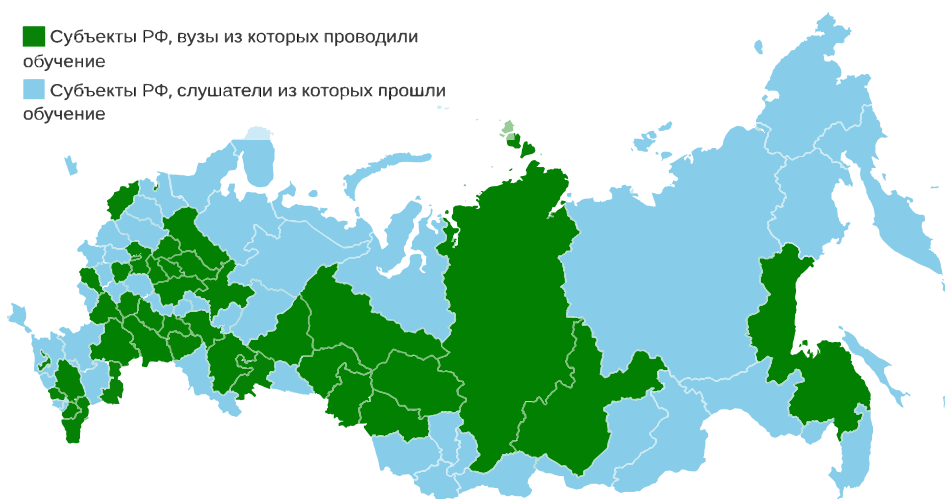 Субъекты РФ, вузы из которых проводили
обучение
Субъекты РФ, слушатели из которых прошли
обучение